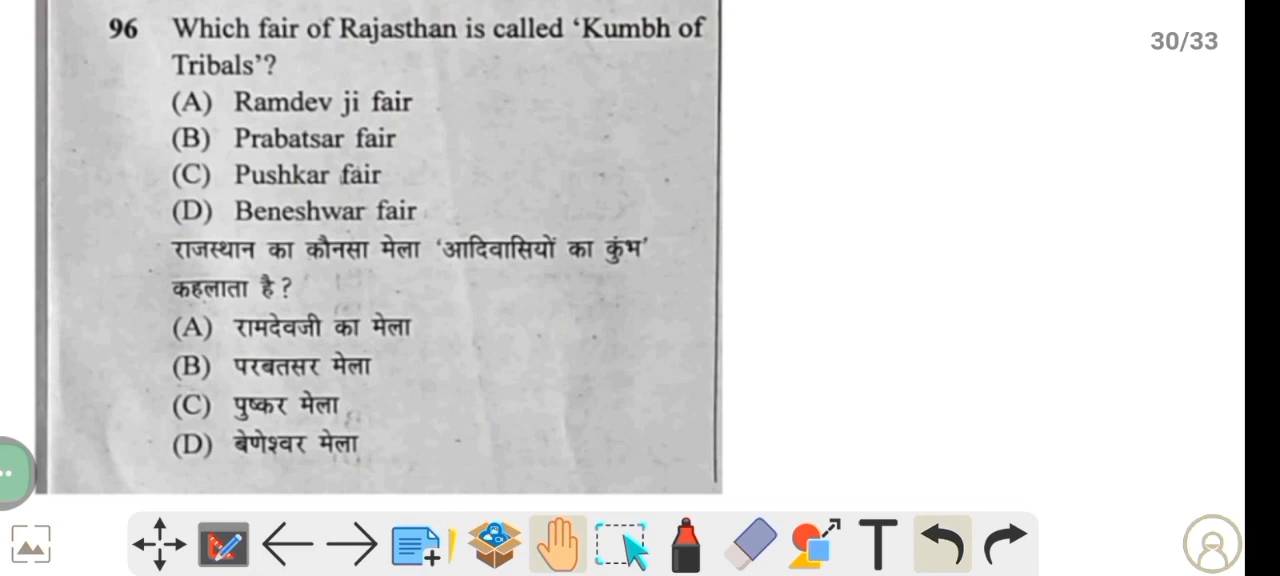 96 Which fair of Rajasthan is called ‘Kumbh of
Tribals’?
(A) Ramdev ji fair
(B) Prabatsar fair
(C) Pushkar fair
(D) Beneshwar fair
राजस्थान का कौनसा मेला ‘आदिवासियों का कुंभ’
कहलाता है ?
(A) रामदेवजी का मेला
(B) परबतसर मेला
(C) पुष्कर मेला
(D) बेणेश्वर मेला
30/33
T